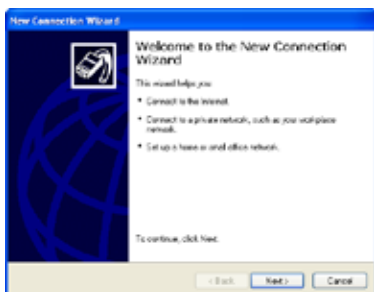 New Connection Wizard
Welcome to the New Connection
Wizard
This wizard helps you:
• Connect to the Internet.
• Connect to a private network, such as your workplace
network.
• Set up a home or small office network.
To continue, click Next.
< Back Next > Cancel